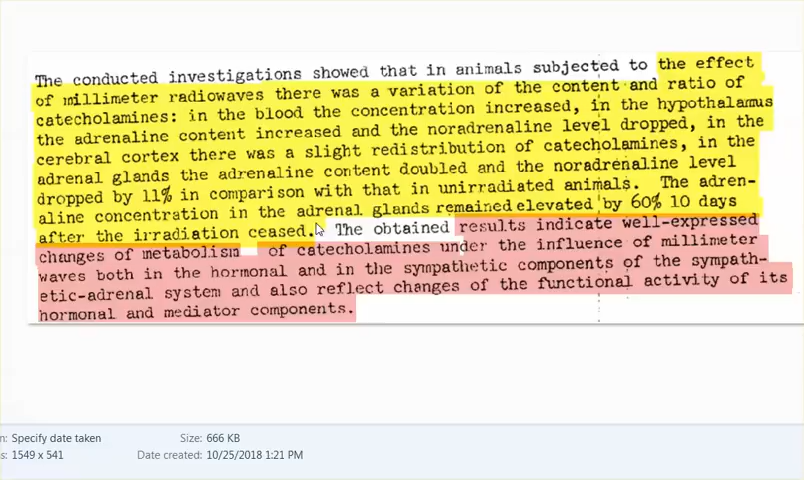 The conducted investigations showed that in animals subjected to the effect
of millimeter radiowaves there was a variation of the content and ratio of
catecholamines: in the blood the concentration increased, in the hypothalamus
the adrenaline content increased and the noradrenaline level dropped, in the
cerebral cortex there was a slight redistribution of catecholamines, in the
adrenal glands the adrenaline content doubled and the noradrenaline level
dropped by 11% in comparison with that in unirradiated animals. The adren-
aline concentration in the adrenal glands remained elevated by 60% 10 days
after the irradiation ceased. The obtained results indicate well-expressed
changes of metabolism of catecholamines under the influence of millimeter
waves both in the hormonal and in the sympathetic components of the sympath-
etic-adrenal system and also reflect changes of the functional activity of its
hormonal and mediator components.
n: Specify date taken Size: 666 KB
s: 1549 x 541 Date created: 10/25/2018 1:21 PM